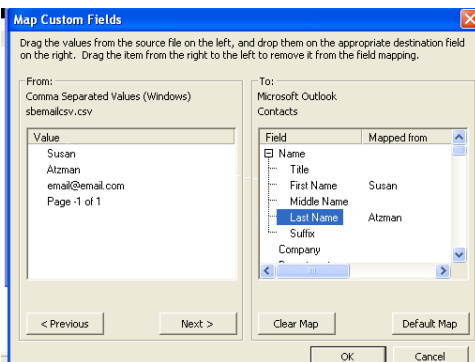 Map Custom Fields
Drag the values from the source file on the left, and drop them on the appropriate destination field
on the right. Drag the item from the right to the left to remove it from the field mapping.
From:
Comma Separated Values (Windows)
sbemailcsv.csv
Value
Susan
Atzman
email@email.com
Page -1 of 1
< Previous
Next >
To:
Microsoft Outlook
Contacts
Field Mapped from
Name
Title
First Name Susan
Middle Name
Last Name Atzman
Suffix
Company
Clear Map
Default Map
OK
Cancel